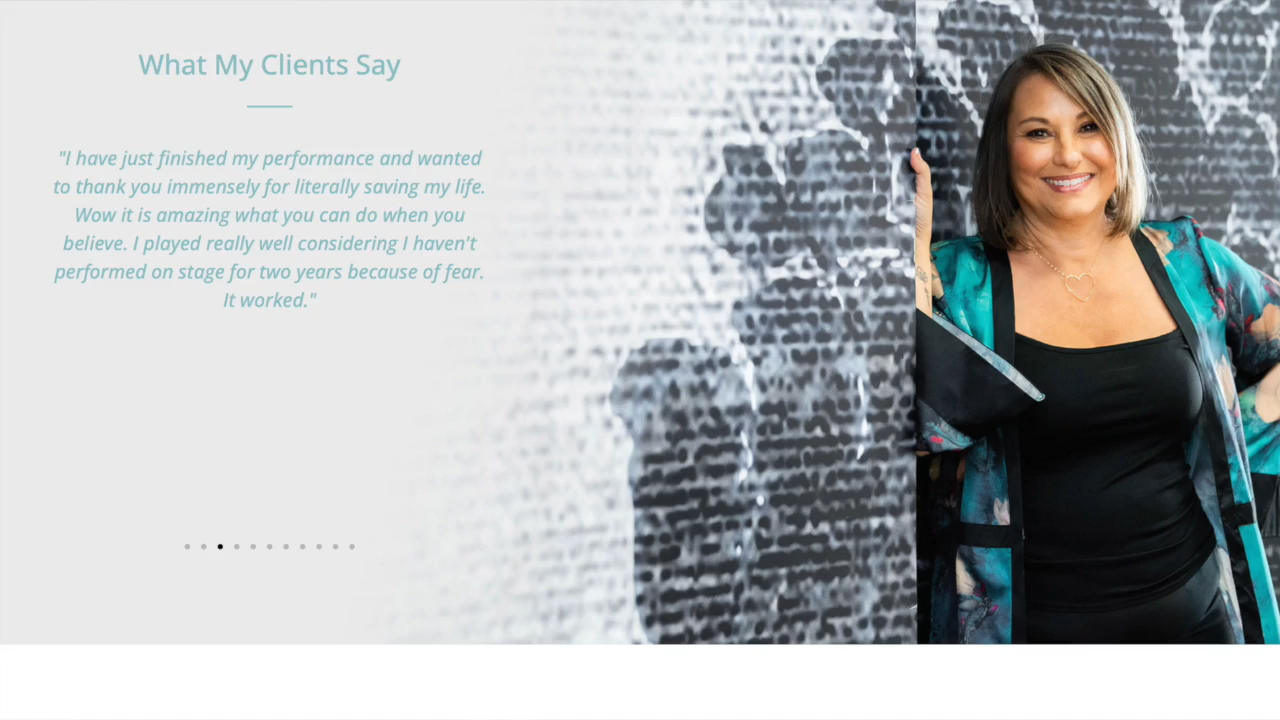 What My Clients Say
"I have just finished my performance and wanted
to thank you immensely for literally saving my life.
Wow it is amazing what you can do when you
believe. I played really well considering I haven't
performed on stage for two years because of fear.
It worked."